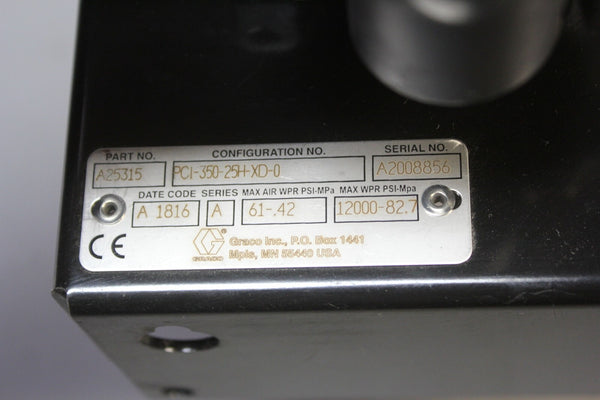 PART NO. CONFIGURATION NO. SERIAL NO.
A25315 PCI-350-25H-XD-0 A2008856
DATE CODE SERIES MAX AIR WPR PSI-MPa MAX WPR PSI-Mpa
A 1816 A 61-.42 12000-82.7
CE GRACO ® Graco Inc., P.O. Box 1441
Mpls, MN 55440 USA